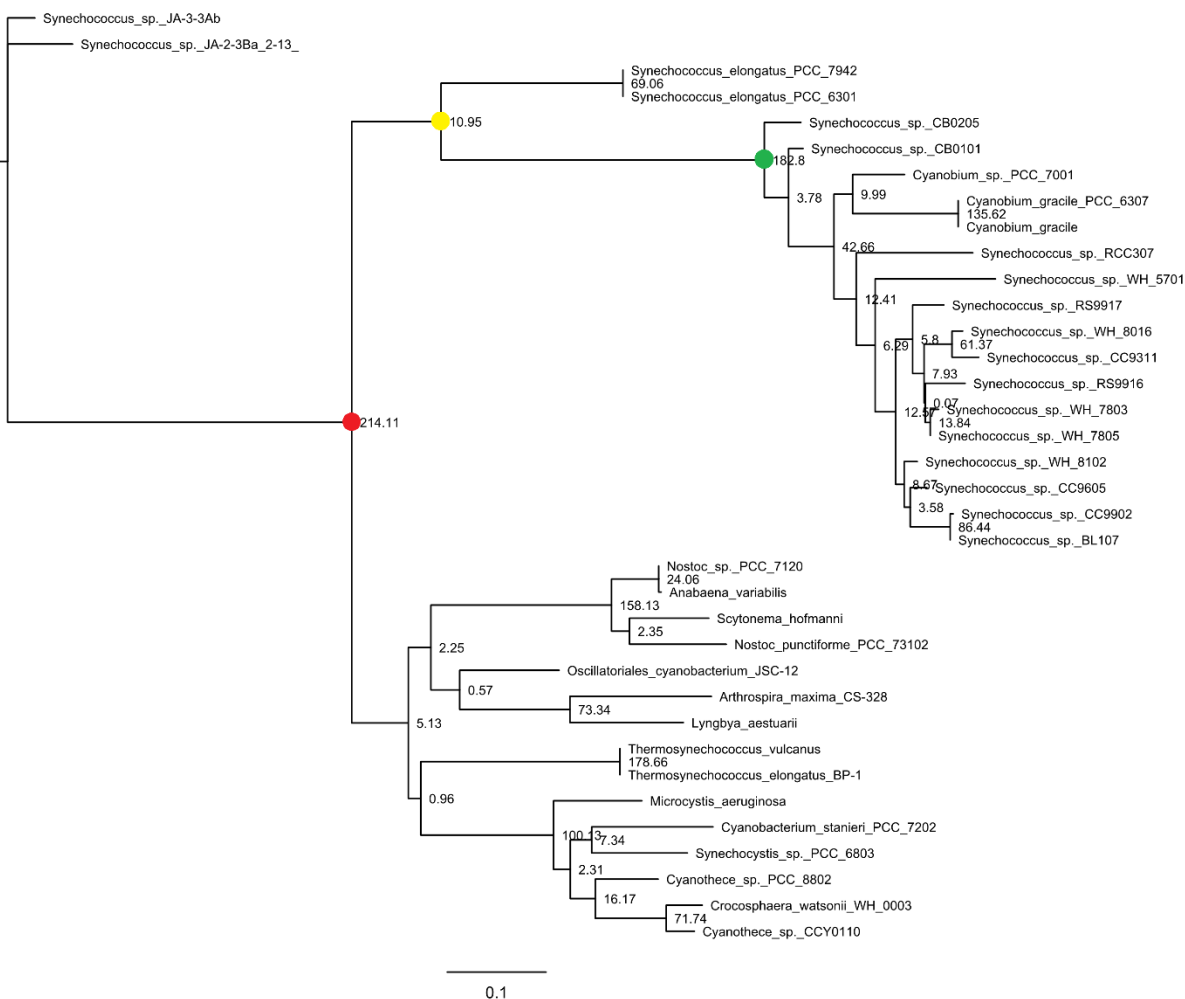 Synechococcus_sp._JA-3-3Ab
Synechococcus_sp._JA-2-3Ba_2-13_
Synechococcus_elongatus_PCC_7942
69.06
Synechococcus_elongatus_PCC_6301
10.95
Synechococcus_sp._CB0205
182.8
Synechococcus_sp._CB0101
Cyanobium_sp._PCC_7001
3.78
9.99
Cyanobium_gracile_PCC_6307
135.62
Cyanobium_gracile
42.66
Synechococcus_sp._RCC307
Synechococcus_sp._WH_5701
12.41
Synechococcus_sp._RS9917
Synechococcus_sp._WH_8016
6.29
5.8
61.37
Synechococcus_sp._CC9311
7.93
Synechococcus_sp._RS9916
0.07
Synechococcus_sp._WH_7803
12.57
13.84
Synechococcus_sp._WH_7805
214.11
Synechococcus_sp._WH_8102
8.67
Synechococcus_sp._CC9605
3.58
Synechococcus_sp._CC9902
86.44
Synechococcus_sp._BL107
Nostoc_sp._PCC_7120
24.06
Anabaena_variabilis
158.13
Scytonema_hofmanni
2.35
Nostoc_punctiforme_PCC_73102
2.25
Oscillatoriales_cyanobacterium_JSC-12
0.57
Arthrospira_maxima_CS-328
73.34
Lyngbya_aestuarii
5.13
Thermosynechococcus_vulcanus
178.66
Thermosynechococcus_elongatus_BP-1
0.96
Microcystis_aeruginosa
Cyanobacterium_stanieri_PCC_7202
100.13
7.34
Synechocystis_sp._PCC_6803
2.31
Cyanothece_sp._PCC_8802
16.17
Crocosphaera_watsonii_WH_0003
71.74
Cyanothece_sp._CCY0110
0.1